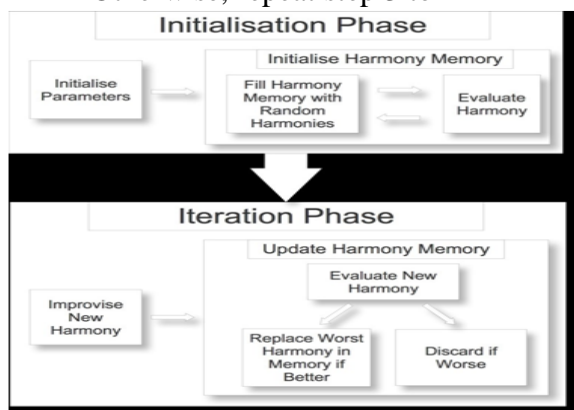 Initialisation Phase
Initialise Harmony Memory
Initialise
Parameters
Fill Harmony
Memory with
Random
Harmonies
Evaluate
Harmony
Iteration Phase
Update Harmony Memory
Evaluate New
Harmony
Improvise
New
Harmony
Replace Worst
Harmony in
Memory if
Better
Discard if
Worse